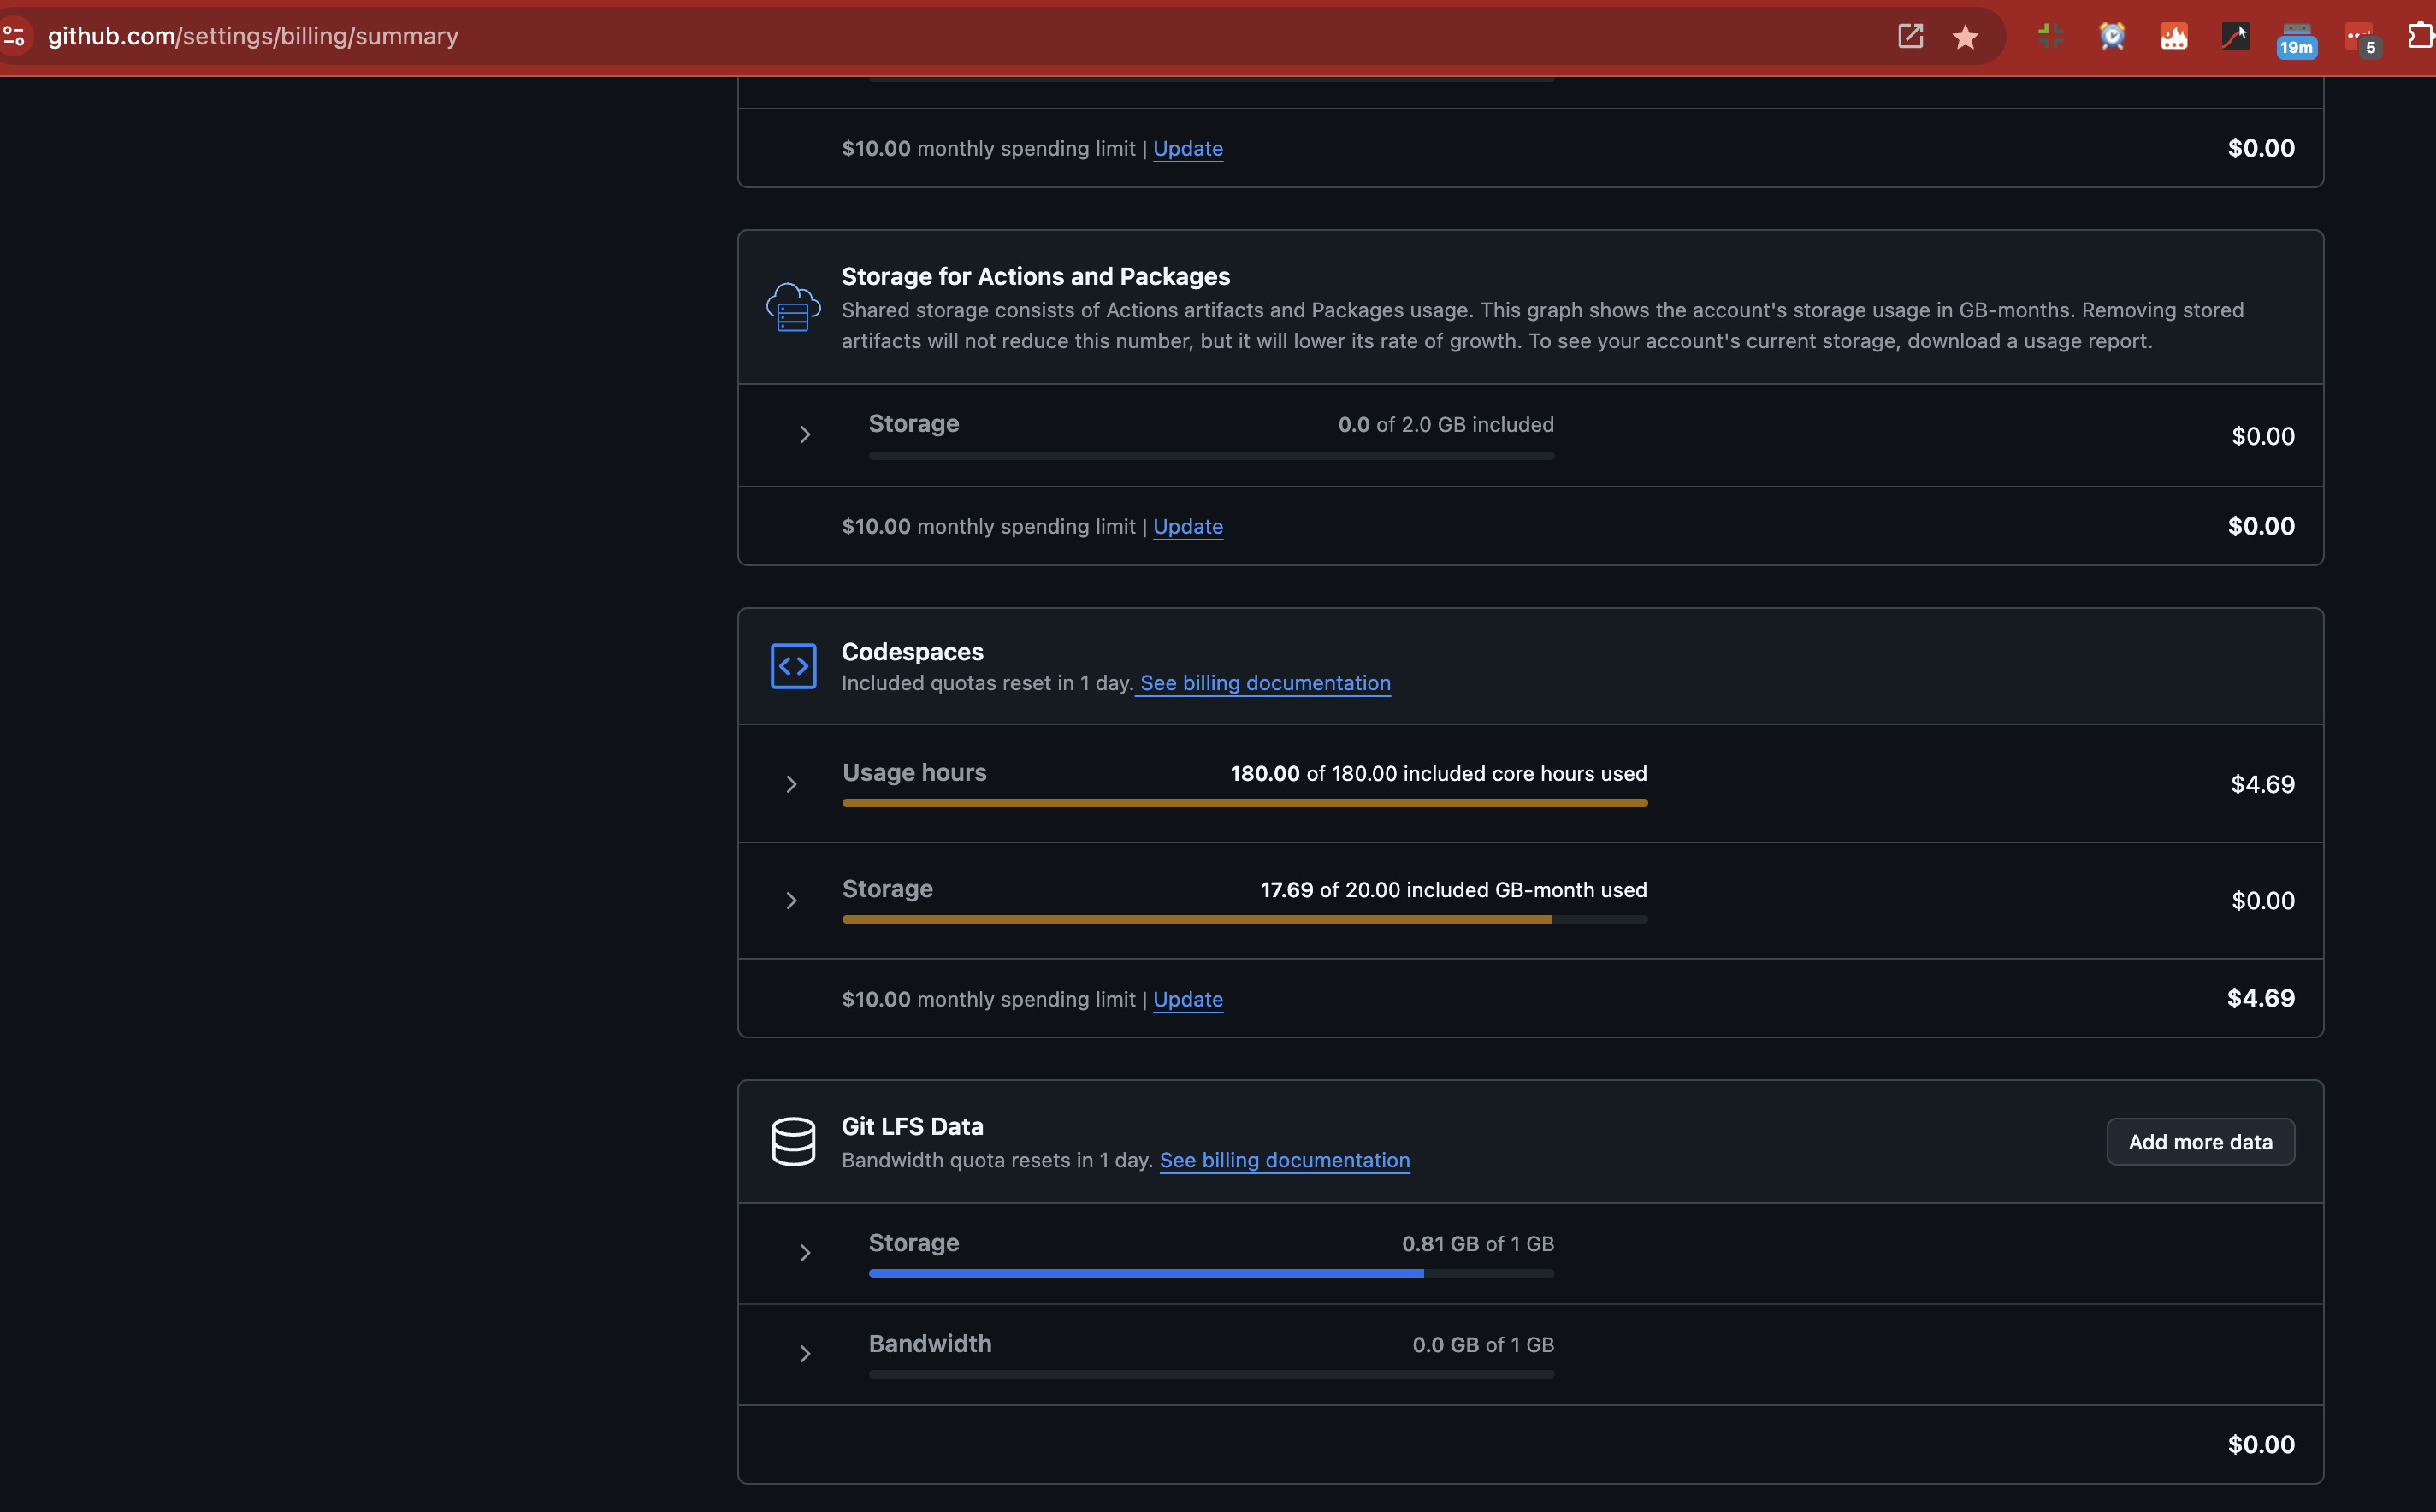 github.com/settings/billing/summary
19m
5
$10.00 monthly spending limit | Update
$0.00
Storage for Actions and Packages
Shared storage consists of Actions artifacts and Packages usage. This graph shows the account's storage usage in GB-months. Removing stored
artifacts will not reduce this number, but it will lower its rate of growth. To see your account's current storage, download a usage report.
Storage
0.0 of 2.0 GB included
$0.00
$10.00 monthly spending limit | Update
$0.00
Codespaces
Included quotas reset in 1 day. See billing documentation
Usage hours
180.00 of 180.00 included core hours used
$4.69
Storage
17.69 of 20.00 included GB-month used
$0.00
$10.00 monthly spending limit | Update
$4.69
Git LFS Data
Bandwidth quota resets in 1 day. See billing documentation
Add more data
Storage
0.81 GB of 1 GB
Bandwidth
0.0 GB of 1 GB
$0.00